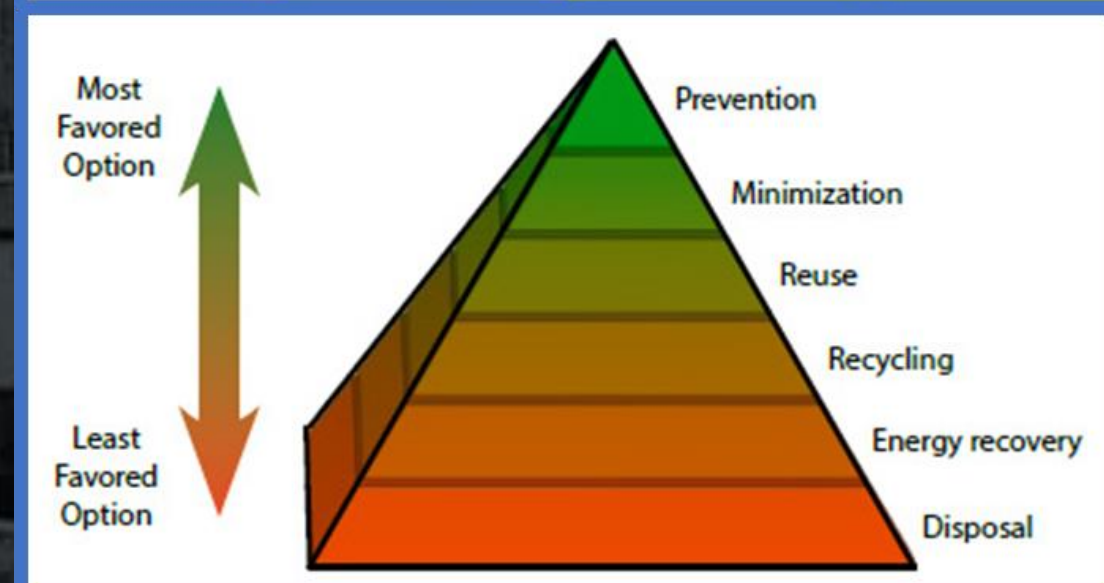 Most
Favored
Option
Prevention
Minimization
Reuse
Recycling
Energy recovery
Disposal
Least
Favored
Option